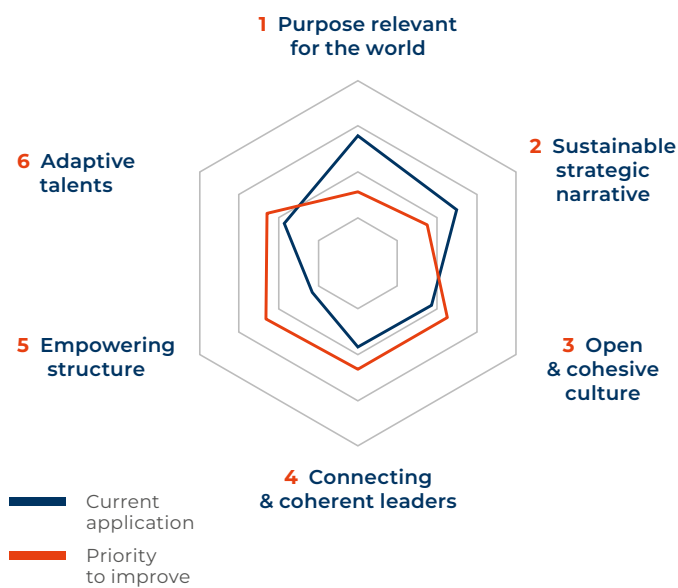 1 Purpose relevant
for the world
2 Sustainable
strategic
narrative
3 Open
& cohesive
culture
4 Connecting
& coherent leaders
5 Empowering
structure
6 Adaptive
talents
Current
application
Priority
to improve